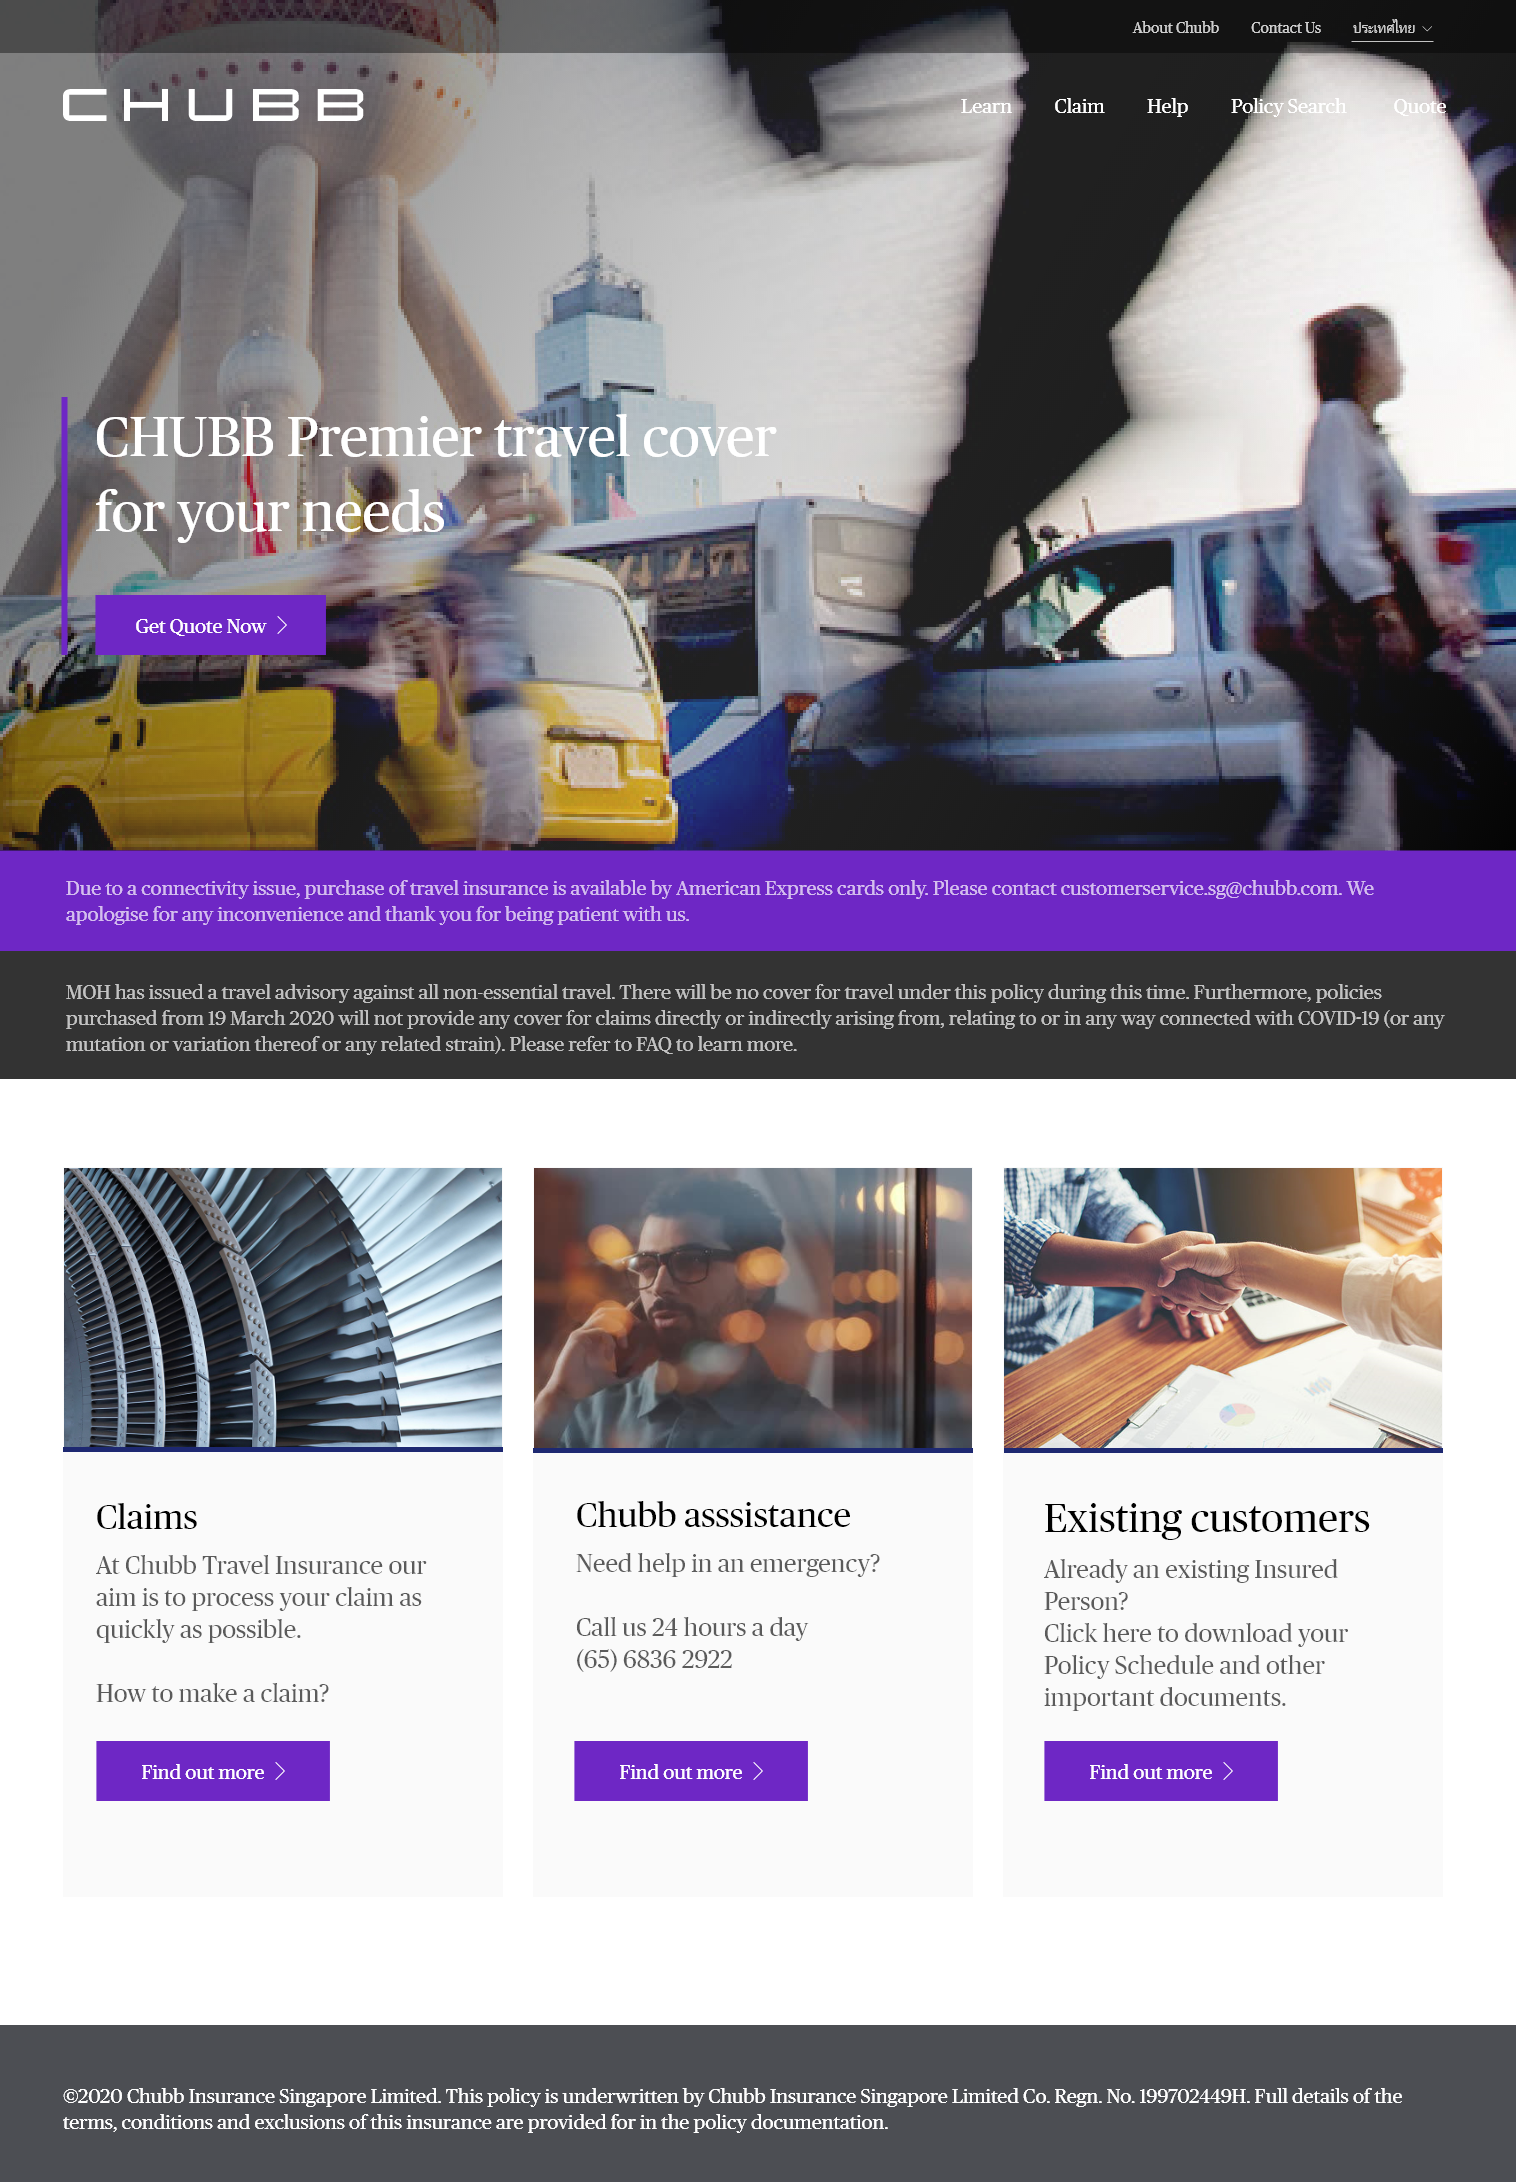 About Chubb
Contact Us
ประเทศไทย
CHUBB
Learn
Claim
Help
Policy Search
Quote
CHUBB Premier travel cover
for your needs
Get Quote Now
Due to a connectivity issue, purchase of travel insurance is available by American Express cards only. Please contact customerservice.sg@chubb.com. We
apologise for any inconvenience and thank you for being patient with us.
MOH has issued a travel advisory against all non-essential travel. There will be no cover for travel under this policy during this time. Furthermore, policies
purchased from 19 March 2020 will not provide any cover for claims directly or indirectly arising from, relating to or in any way connected with COVID-19 (or any
mutation or variation thereof or any related strain). Please refer to FAQ to learn more.
Claims
At Chubb Travel Insurance our
aim is to process your claim as
quickly as possible.
How to make a claim?
Find out more
Chubb asssistance
Need help in an emergency?
Call us 24 hours a day
(65) 6836 2922
Find out more
Existing customers
Already an existing Insured
Person?
Click here to download your
Policy Schedule and other
important documents.
Find out more
©2020 Chubb Insurance Singapore Limited. This policy is underwritten by Chubb Insurance Singapore Limited Co. Regn. No. 199702449H. Full details of the
terms, conditions and exclusions of this insurance are provided for in the policy documentation.